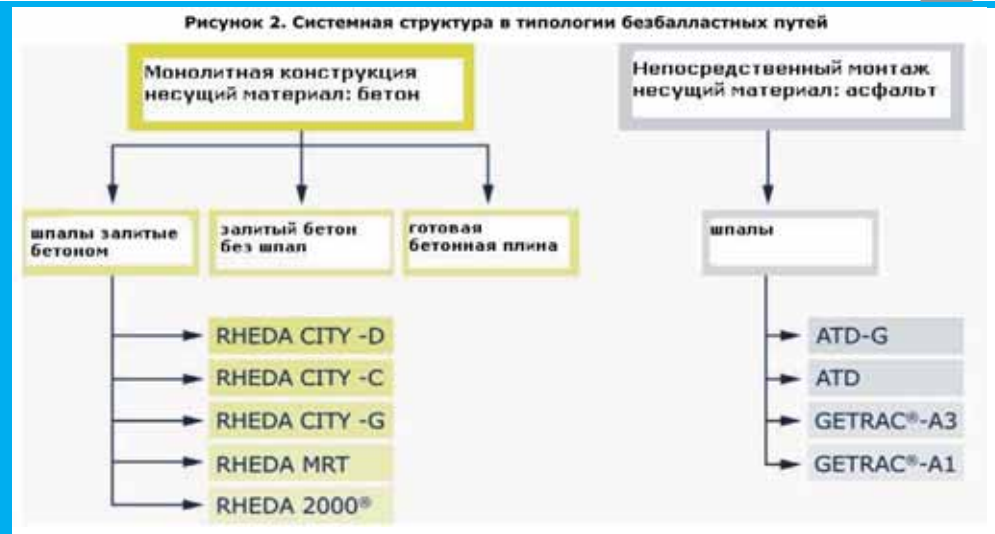 Рисунок 2. Системная структура в типологии безбалластных путей
Монолитная конструкция
несущий материал: бетон
Непосредственный монтаж
несущий материал: асфальт
шпалы залитые
бетоном
залитый бетон
без шпал
готовая
бетонная плина
шпалы
RHEDA CITY -D
RHEDA CITY -C
RHEDA CITY -G
RHEDA MRT
RHEDA 2000®
ATD-G
ATD
GETRAC®-A3
GETRAC®-A1